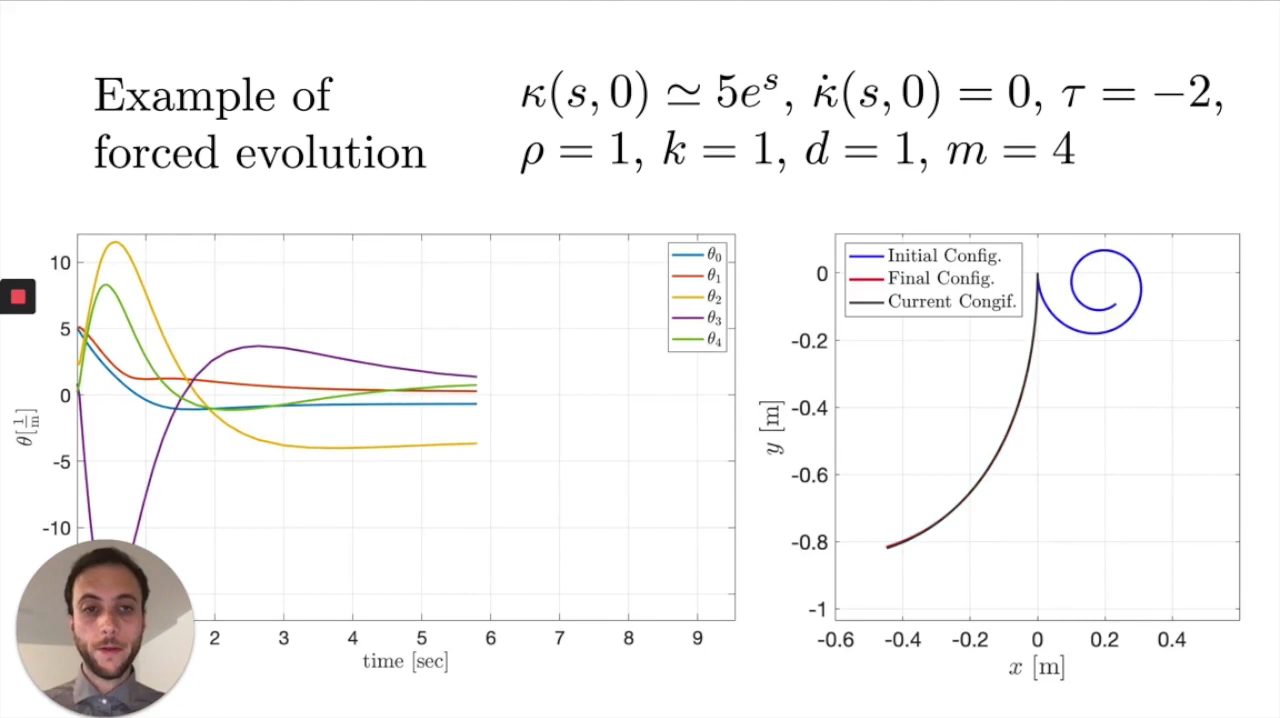 Example of
forced evolution
κ(s, 0) ≃ 5eˢ, κ̇(s, 0) = 0, τ = −2,
ρ = 1, k = 1, d = 1, m = 4
10
5
0
-5
-10
θ[1/m]
θ₀
θ₁
θ₂
θ₃
θ₄
2 3 4 5 6 7 8 9
time [sec]
Initial Config.
Final Config.
Current Congif.
0
-0.2
-0.4
-0.6
-0.8
-1
y [m]
-0.6 -0.4 -0.2 0 0.2 0.4
x [m]